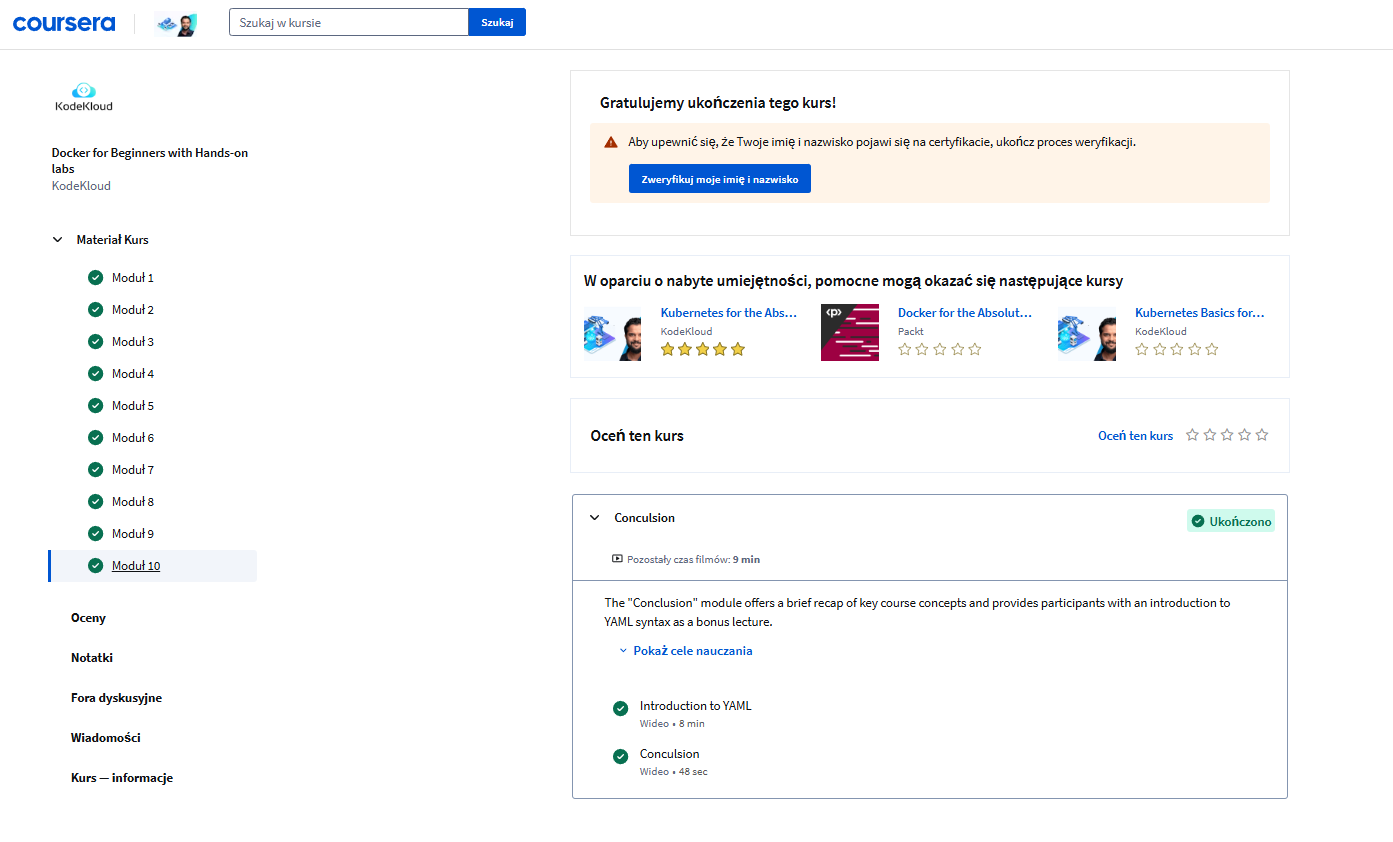 coursera
Szukaj w kursie
Szukaj
KodeKloud
Docker for Beginners with Hands-on
labs
KodeKloud
Materiał Kurs
Moduł 1
Moduł 2
Moduł 3
Moduł 4
Moduł 5
Moduł 6
Moduł 7
Moduł 8
Moduł 9
Moduł 10
Oceny
Notatki
Fora dyskusyjne
Wiadomości
Kurs — informacje
Gratulujemy ukończenia tego kursu!
Aby upewnić się, że Twoje imię i nazwisko pojawi się na certyfikacie, ukończ proces weryfikacji.
Zweryfikuj moje imię i nazwisko
W oparciu o nabyte umiejętności, pomocne mogą okazać się następujące kursy
Kubernetes for the Abs...
KodeKloud
<p>
Docker for the Absolut...
Packt
Kubernetes Basics for...
KodeKloud
Oceń ten kurs
Oceń ten kurs
Conculsion
Ukończono
Pozostały czas filmów: 9 min
The "Conclusion" module offers a brief recap of key course concepts and provides participants with an introduction to
YAML syntax as a bonus lecture.
Pokaż cele nauczania
Introduction to YAML
Wideo • 8 min
Conculsion
Wideo • 48 sec